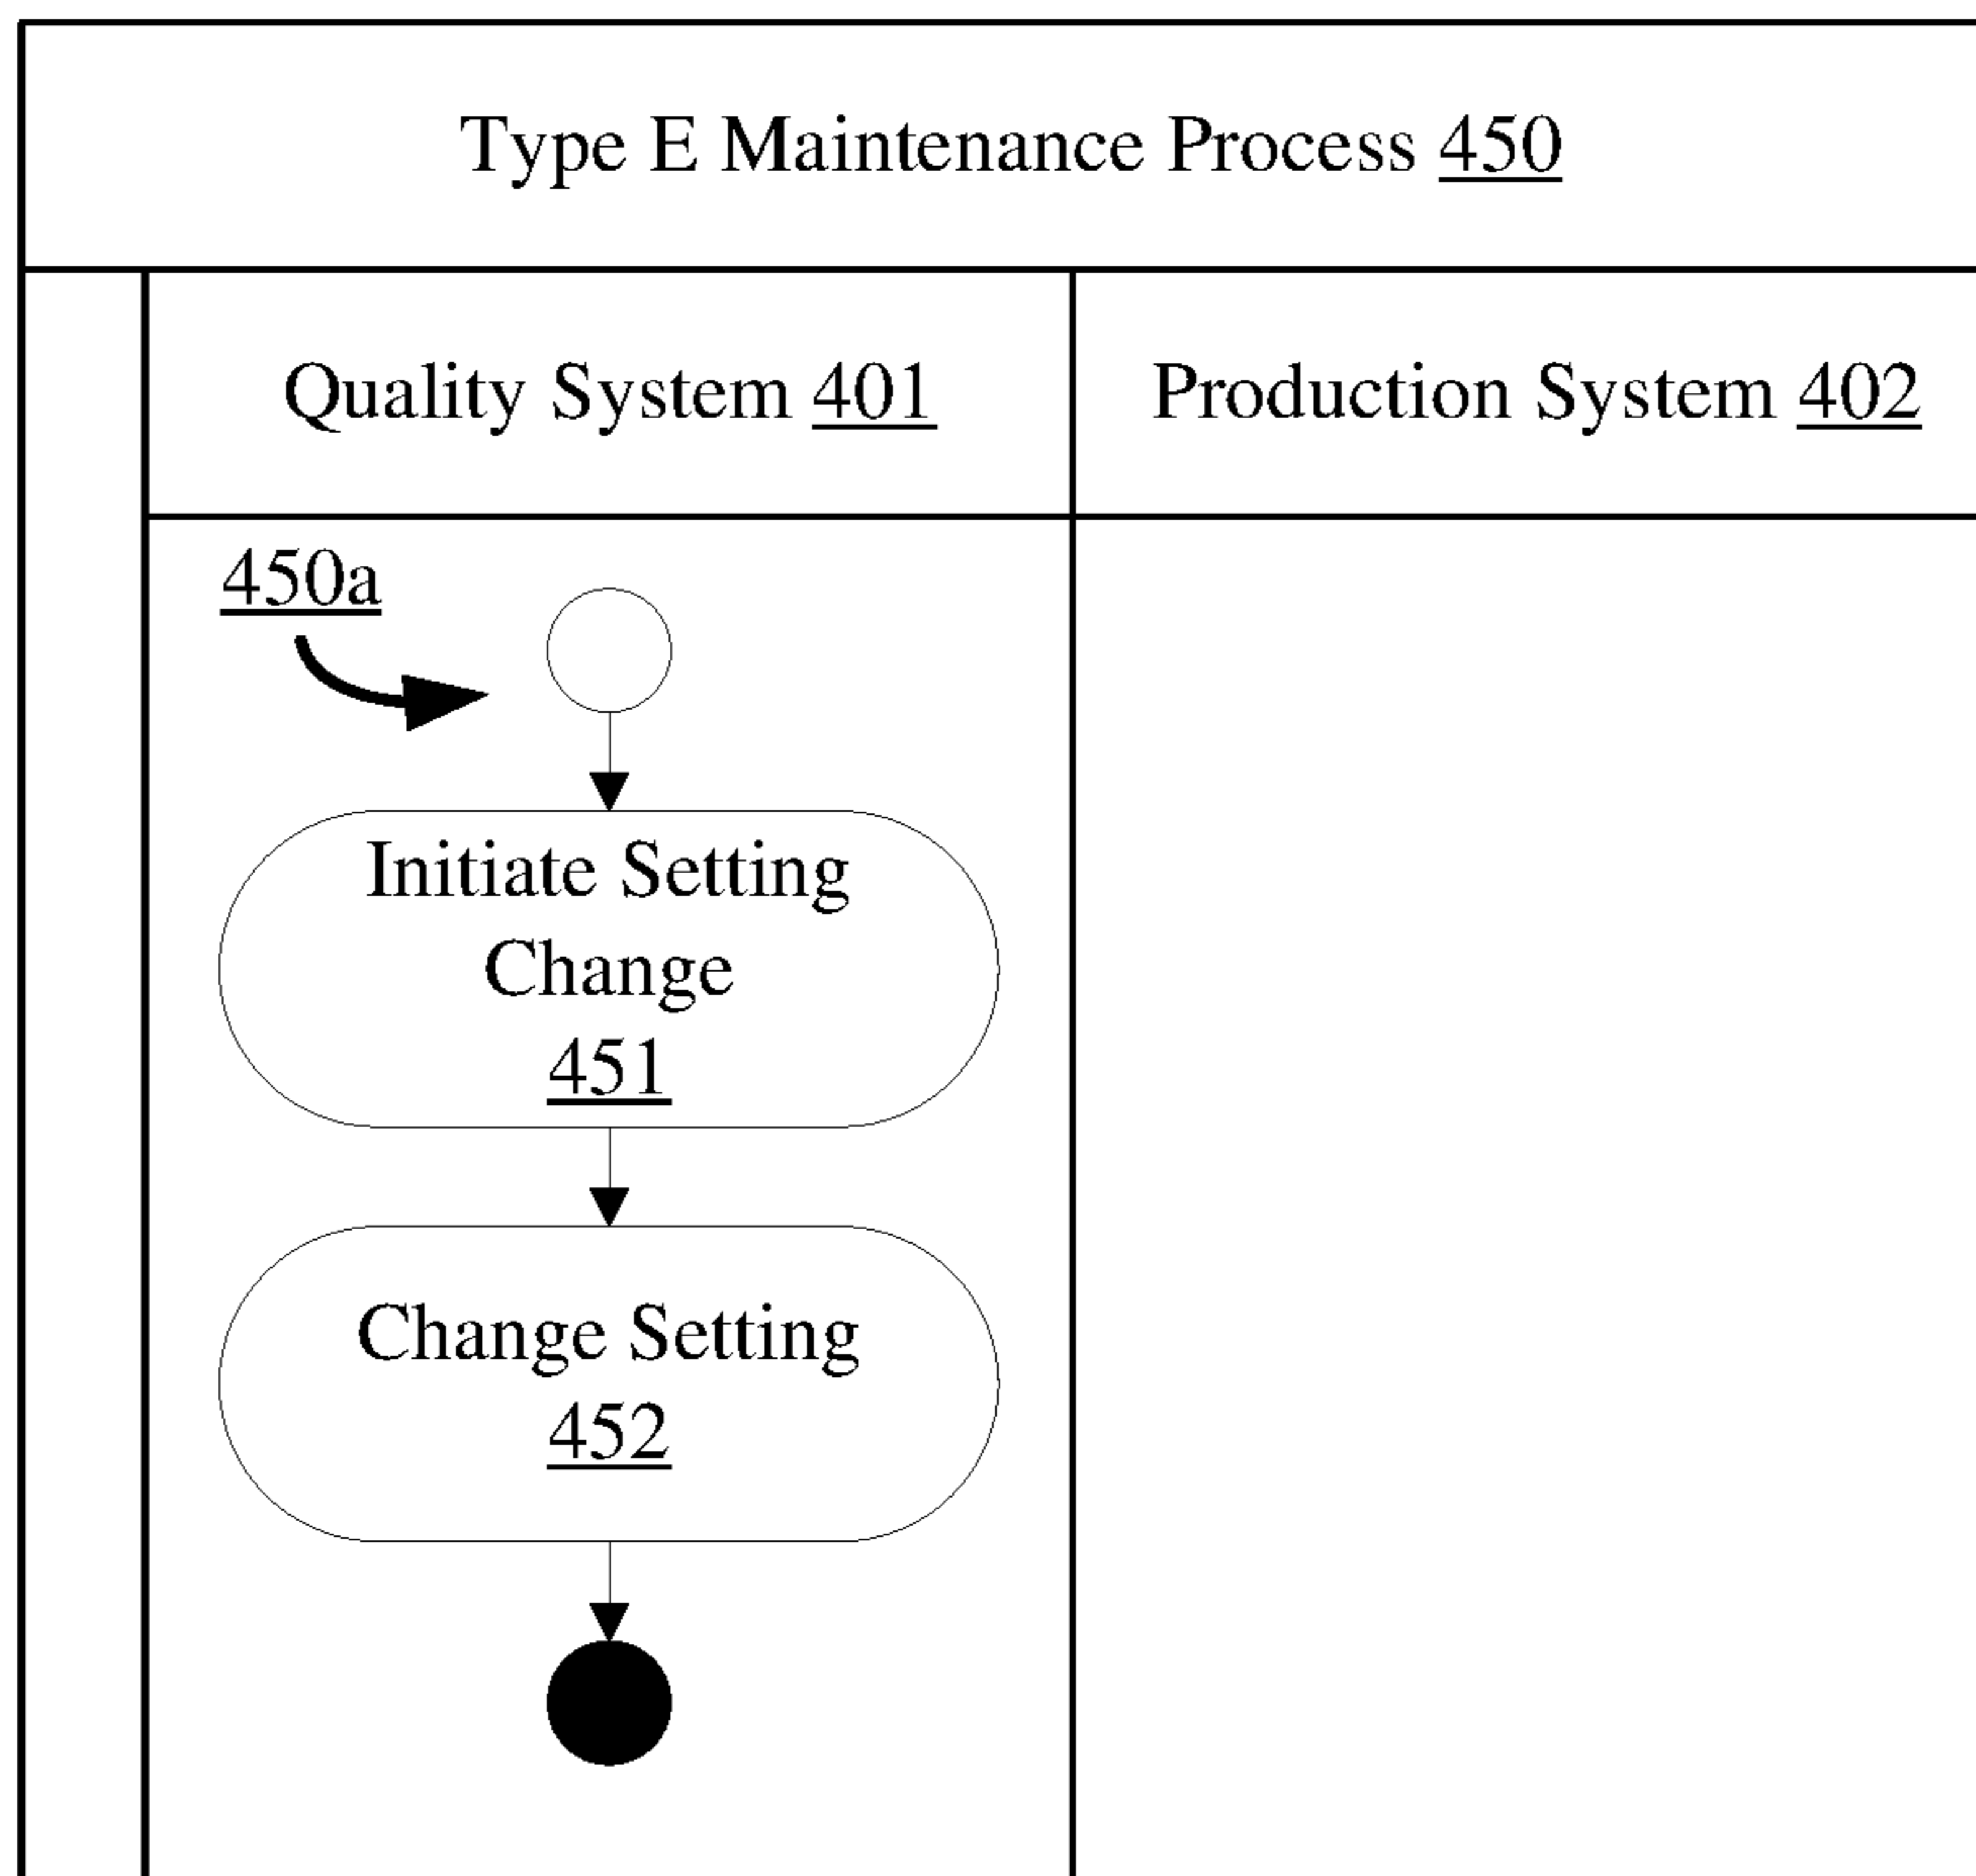 Type E Maintenance Process 450
Quality System 401
Production System 402
450a
Initiate Setting
Change
451
Change Setting
452